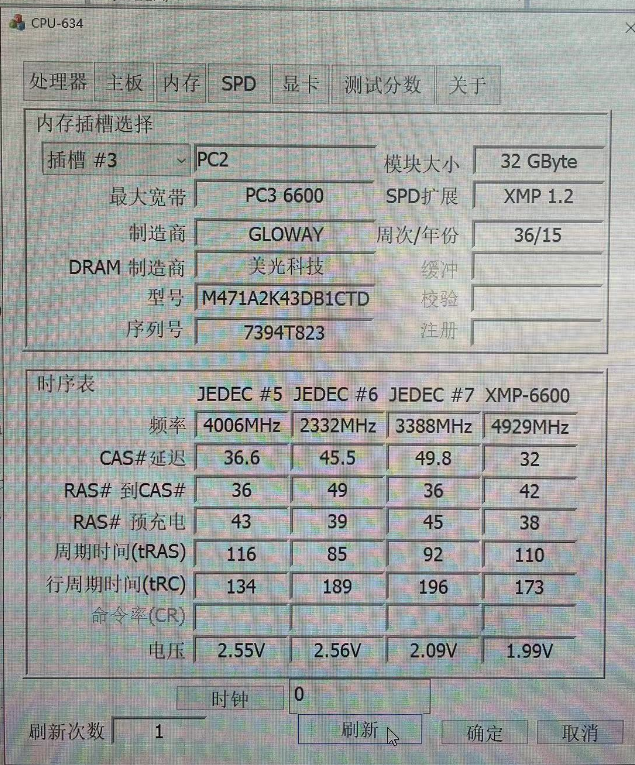 CPU-634
处理器 主板 内存 SPD 显卡 测试分数 关于
内存插槽选择
插槽 #3 PC2 模块大小 32 GByte
最大宽带 PC3 6600 SPD扩展 XMP 1.2
制造商 GLOWAY 周次/年份 36/15
DRAM 制造商 美光科技 缓冲
型号 M471A2K43DB1CTD 校验
序列号 7394T823 注册
时序表
JEDEC #5 JEDEC #6 JEDEC #7 XMP-6600
频率 4006MHz 2332MHz 3388MHz 4929MHz
CAS#延迟 36.6 45.5 49.8 32
RAS# 到CAS# 36 49 36 42
RAS# 预充电 43 39 45 38
周期时间(tRAS) 116 85 92 110
行周期时间(tRC) 134 189 196 173
命令率(CR)
电压 2.55V 2.56V 2.09V 1.99V
时钟 0
刷新次数 1 刷新 确定 取消